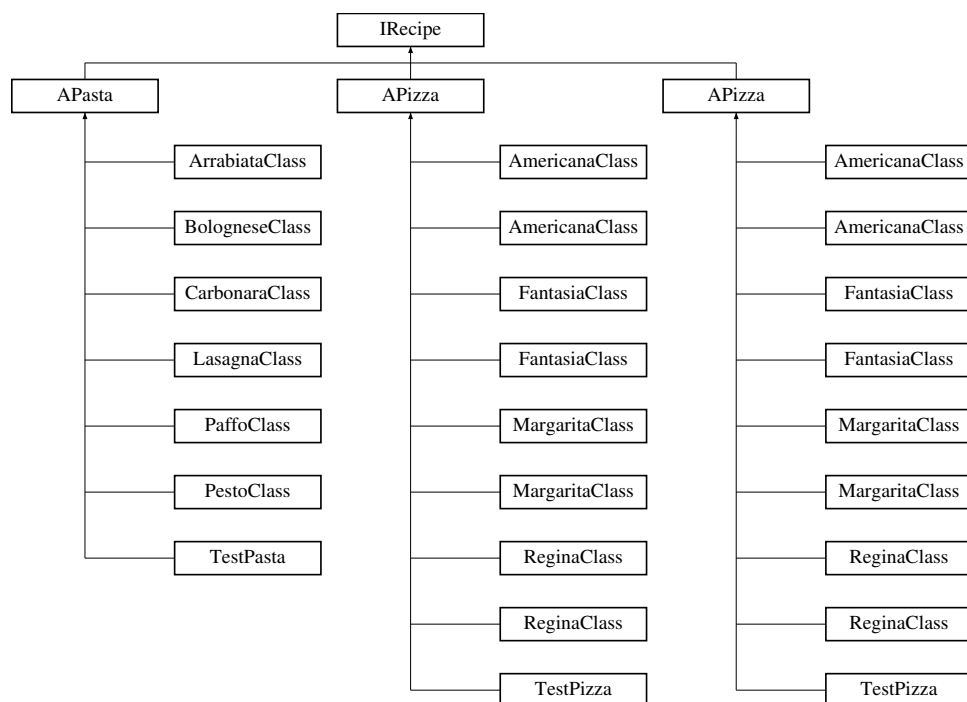 IRecipe
APasta
APizza
APizza
ArrabiataClass
AmericanaClass
AmericanaClass
BologneseClass
AmericanaClass
AmericanaClass
CarbonaraClass
FantasiaClass
FantasiaClass
LasagnaClass
FantasiaClass
FantasiaClass
PaffoClass
MargaritaClass
MargaritaClass
PestoClass
MargaritaClass
MargaritaClass
TestPasta
ReginaClass
ReginaClass
ReginaClass
ReginaClass
TestPizza
TestPizza